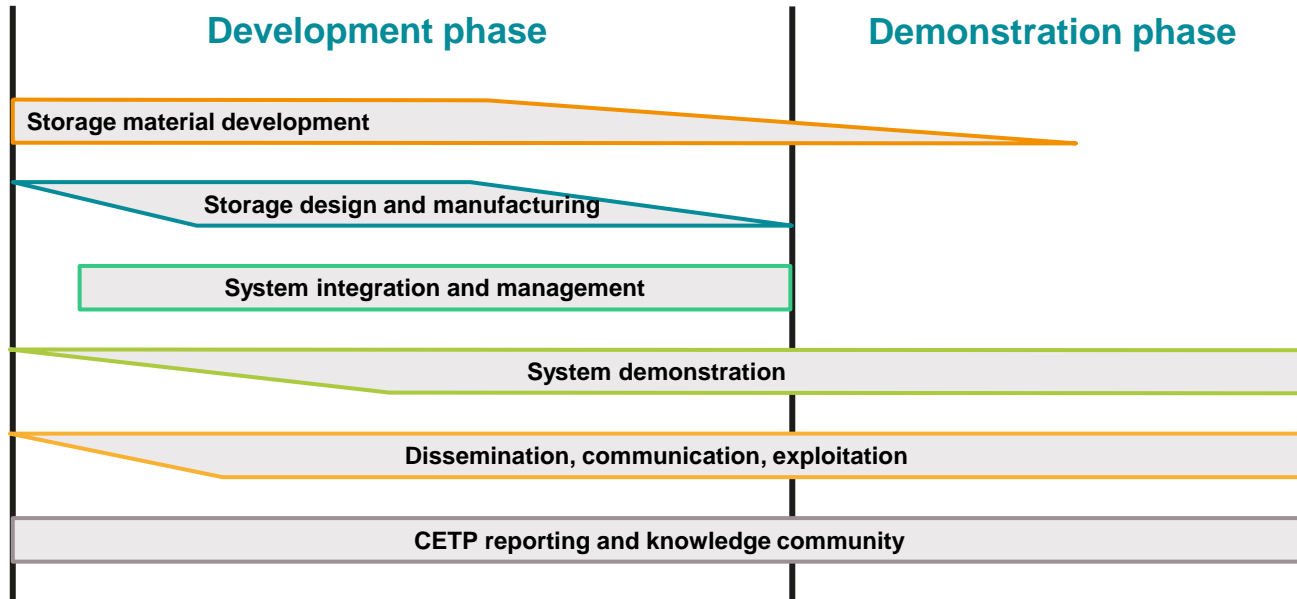 Development phase
Demonstration phase
Storage material development
Storage design and manufacturing
System integration and management
System demonstration
Dissemination, communication, exploitation
CETP reporting and knowledge community